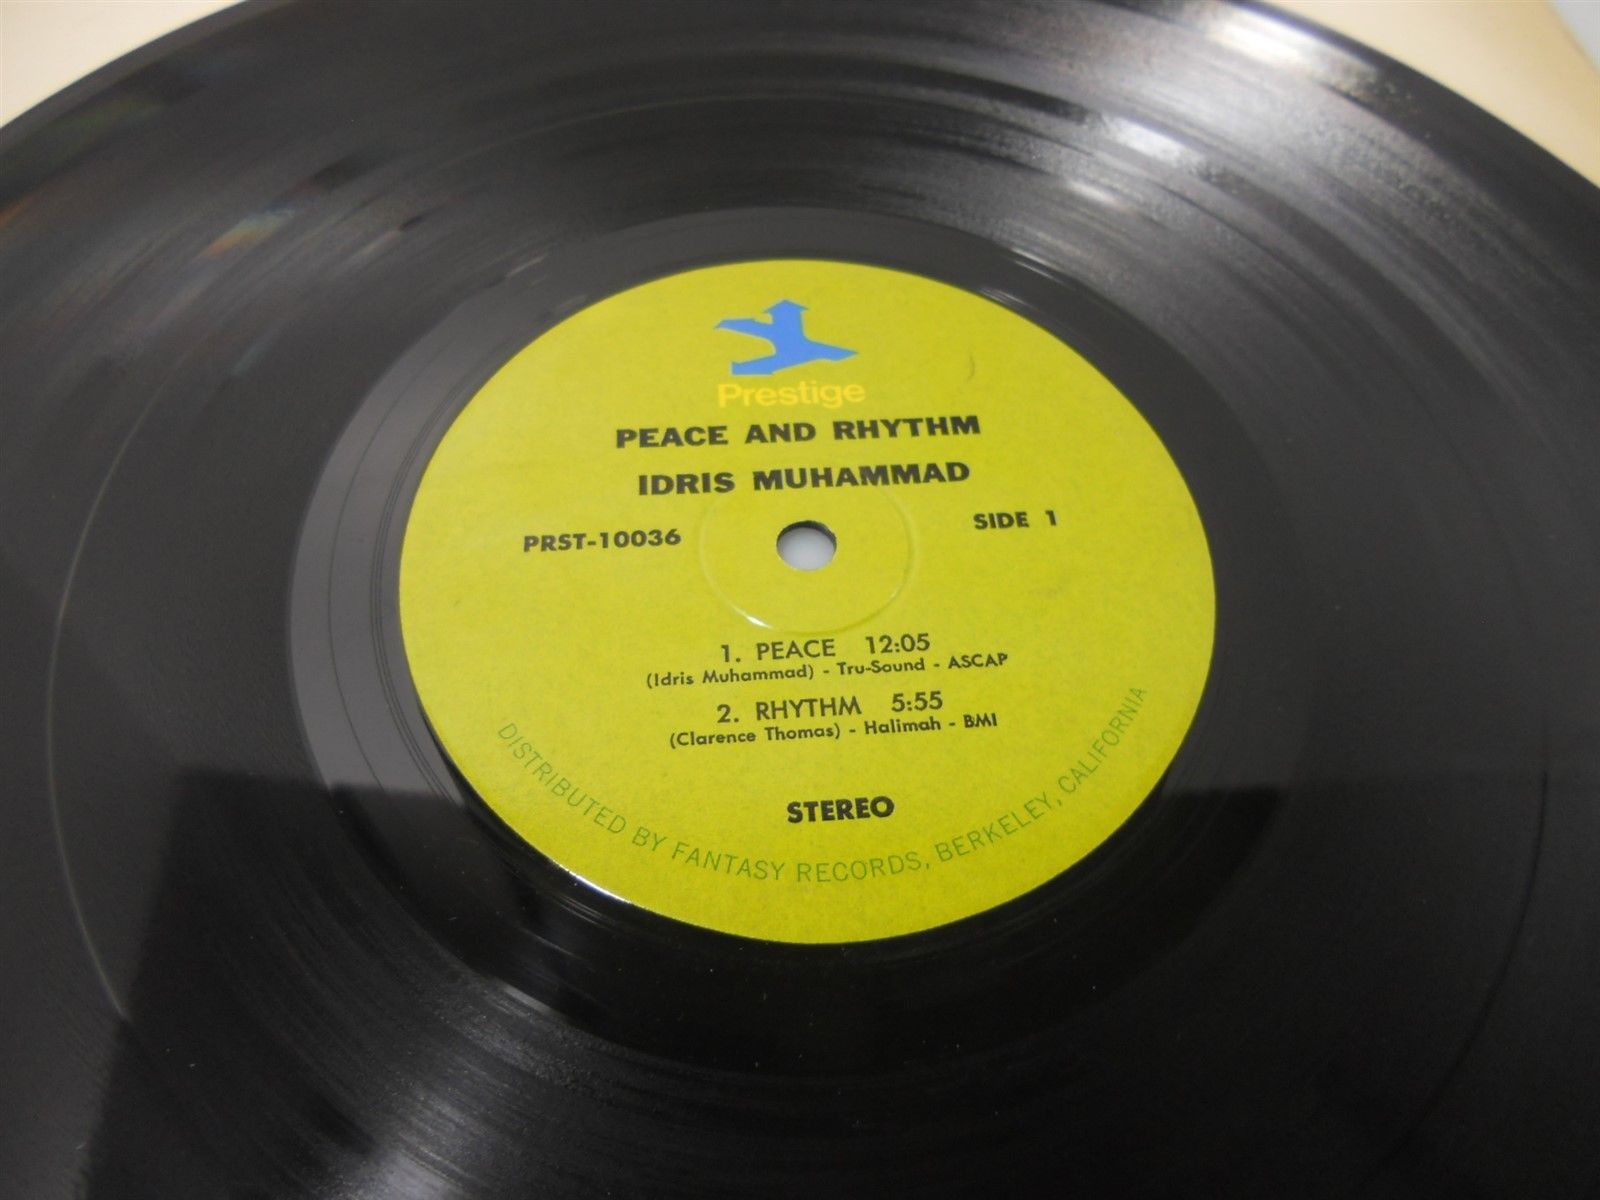 Prestige
PEACE AND RHYTHM
IDRIS MUHAMMAD
PRST-10036
SIDE 1
1. PEACE 12:05
(Idris Muhammad) - Tru-Sound - ASCAP
2. RHYTHM 5:55
(Clarence Thomas) - Halimah - BMI
STEREO
DISTRIBUTED BY FANTASY RECORDS, BERKELEY, CALIFORNIA